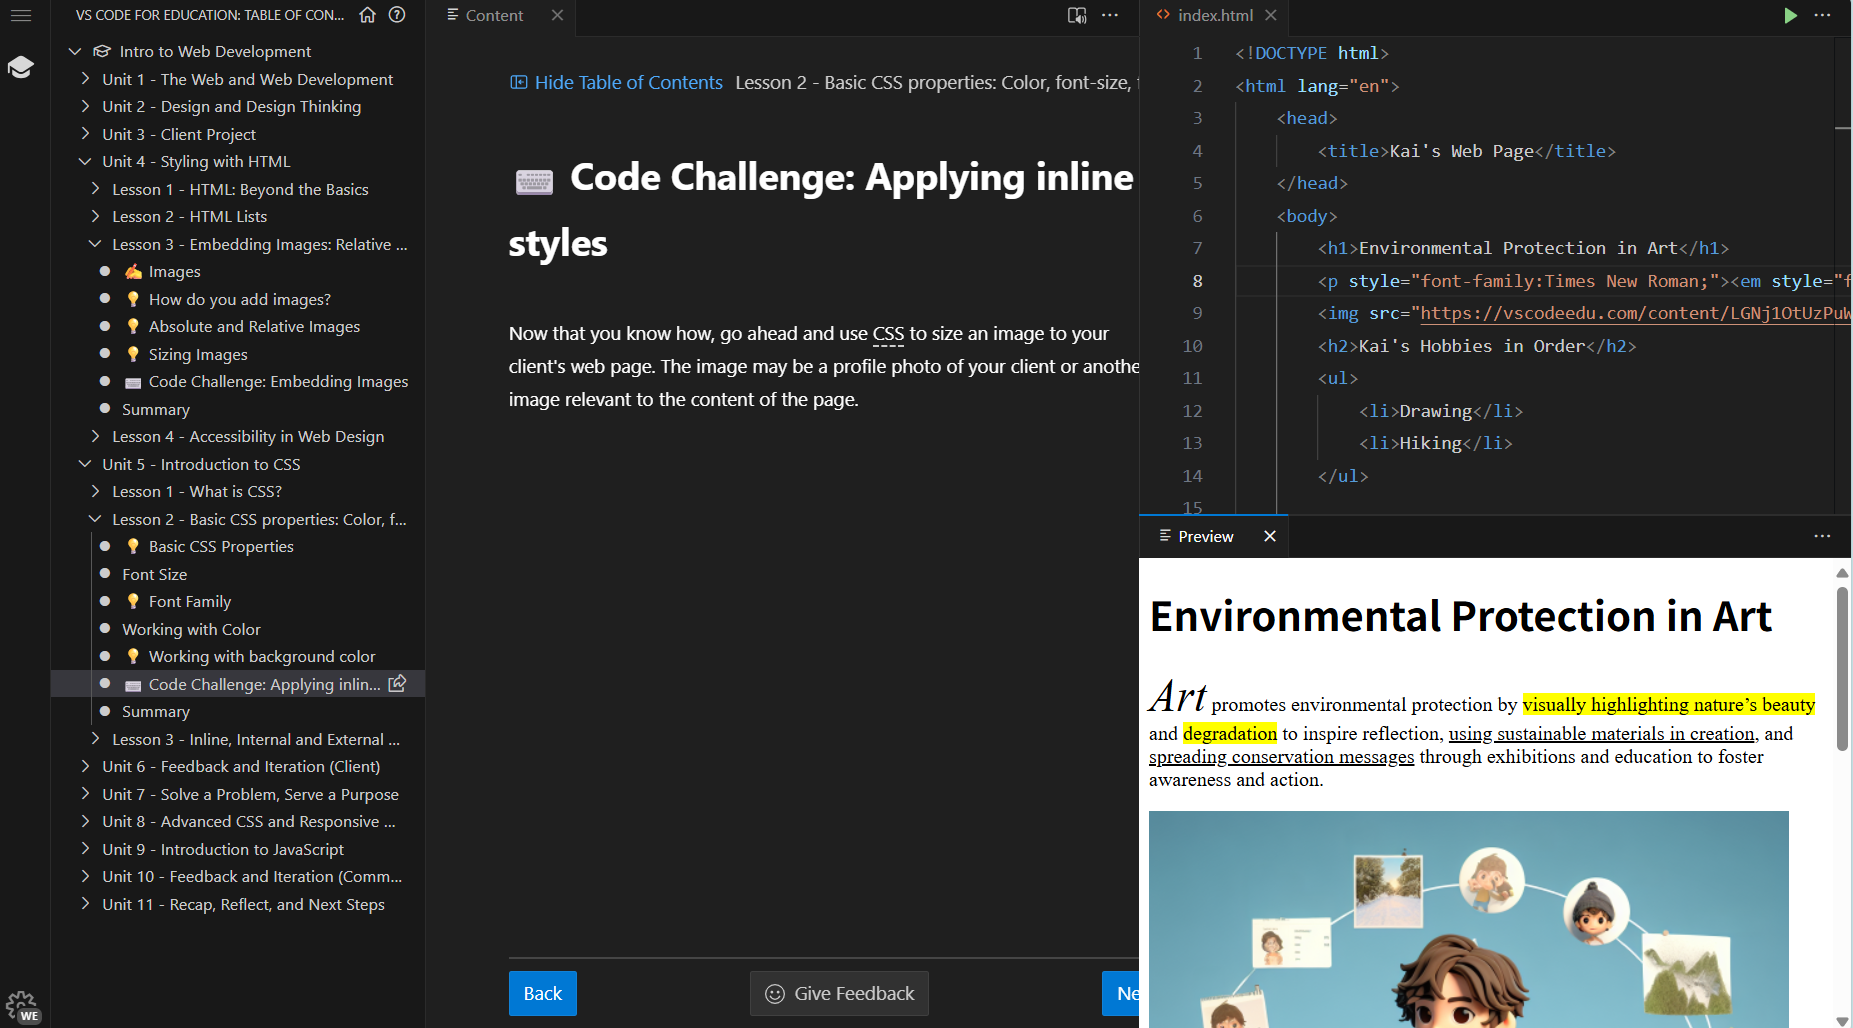 VS CODE FOR EDUCATION: TABLE OF CON...
Intro to Web Development
Unit 1 - The Web and Web Development
Unit 2 - Design and Design Thinking
Unit 3 - Client Project
Unit 4 - Styling with HTML
Lesson 1 - HTML: Beyond the Basics
Lesson 2 - HTML Lists
Lesson 3 - Embedding Images: Relative ...
Images
How do you add images?
Absolute and Relative Images
Sizing Images
Code Challenge: Embedding Images
Summary
Lesson 4 - Accessibility in Web Design
Unit 5 - Introduction to CSS
Lesson 1 - What is CSS?
Lesson 2 - Basic CSS properties: Color, f...
Basic CSS Properties
Font Size
Font Family
Working with Color
Working with background color
Code Challenge: Applying inlin...
Summary
Lesson 3 - Inline, Internal and External ...
Unit 6 - Feedback and Iteration (Client)
Unit 7 - Solve a Problem, Serve a Purpose
Unit 8 - Advanced CSS and Responsive ...
Unit 9 - Introduction to JavaScript
Unit 10 - Feedback and Iteration (Comm...
Unit 11 - Recap, Reflect, and Next Steps
WE
Content
Hide Table of Contents Lesson 2 - Basic CSS properties: Color, font-size,
Code Challenge: Applying inline
styles
Now that you know how, go ahead and use CSS to size an image to your
client's web page. The image may be a profile photo of your client or anothe
image relevant to the content of the page.
Back
Give Feedback
Ne
index.html
1 <!DOCTYPE html>
2 <html lang="en">
3 <head>
4 <title>Kai's Web Page</title>
5 </head>
6 <body>
7 <h1>Environmental Protection in Art</h1>
8 <p style="font-family:Times New Roman;"><em style="f
9 <img src="https://vscodeedu.com/content/LGNj1OtUzPuW
10 <h2>Kai's Hobbies in Order</h2>
11 <ul>
12 <li>Drawing</li>
13 <li>Hiking</li>
14 </ul>
15
Preview
Environmental Protection in Art
Art promotes environmental protection by visually highlighting nature’s beauty
and degradation to inspire reflection, using sustainable materials in creation, and
spreading conservation messages through exhibitions and education to foster
awareness and action.